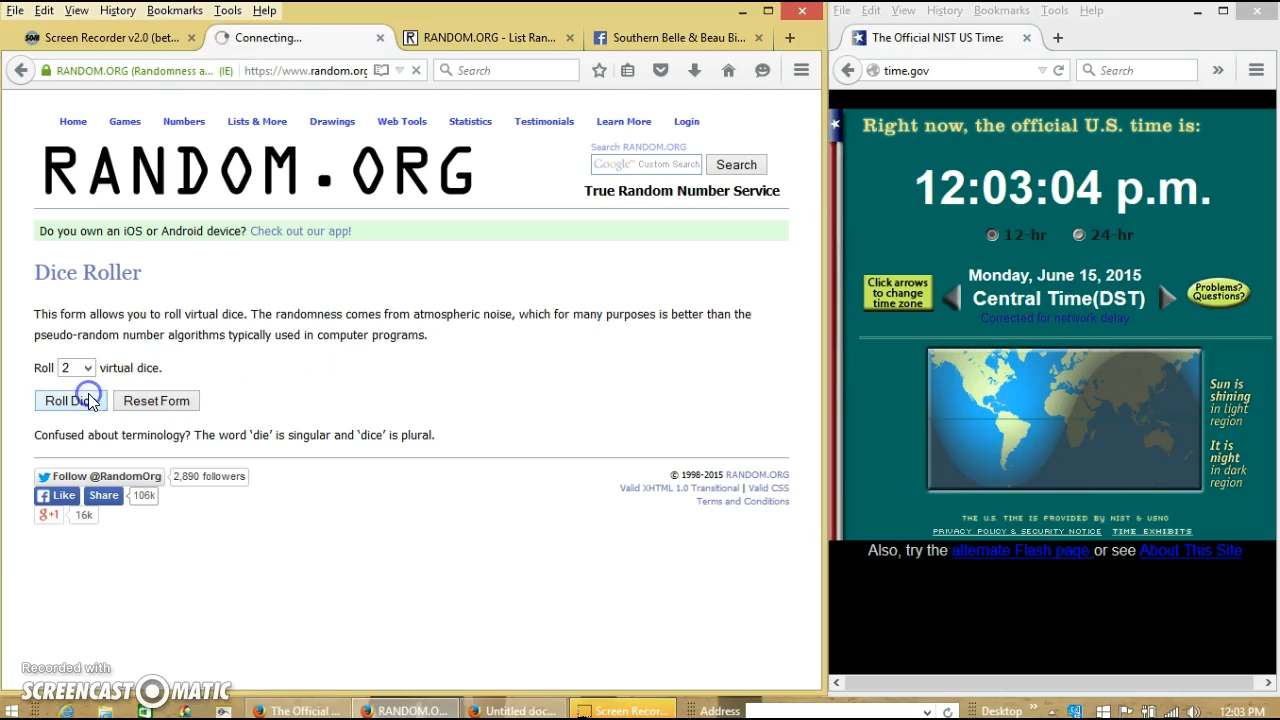 File Edit View History Bookmarks Tools Help
Screen Recorder v2.0 (bet...
Connecting...
RANDOM.ORG - List Ran...
Southern Belle & Beau Bi...
RANDOM.ORG (Randomness a... (IE)
https://www.random.org
Search
Home Games Numbers Lists & More Drawings Web Tools Statistics Testimonials Learn More Login
RANDOM.ORG
Search RANDOM.ORG
Google™ Custom Search
Search
True Random Number Service
Do you own an iOS or Android device? Check out our app!
Dice Roller
This form allows you to roll virtual dice. The randomness comes from atmospheric noise, which for many purposes is better than the
pseudo-random number algorithms typically used in computer programs.
Roll 2 virtual dice.
Roll Dice Reset Form
Confused about terminology? The word ‘die’ is singular and ‘dice’ is plural.
Follow @RandomOrg 2,890 followers
Like Share 106k
g+1 16k
© 1998-2015 RANDOM.ORG
Valid XHTML 1.0 Transitional | Valid CSS
Terms and Conditions
Recorded with
SCREENCAST MATIC
File Edit View History Bookmarks Tools Help
The Official NIST US Time:
time.gov
Search
Right now, the official U.S. time is:
12:03:04 p.m.
12-hr 24-hr
Click arrows
to change
time zone
Monday, June 15, 2015
Central Time(DST)
Corrected for network delay
Problems?
Questions?
Sun is
shining
in light
region
It is
night
in dark
region
THE U.S. TIME IS PROVIDED BY NIST & USNO
PRIVACY POLICY & SECURITY NOTICE TIME EXHIBITS
Also, try the alternate Flash page or see About This Site
The Official ... RANDOM.O... Untitled doc... Screen Recor... Address Desktop 12:03 PM